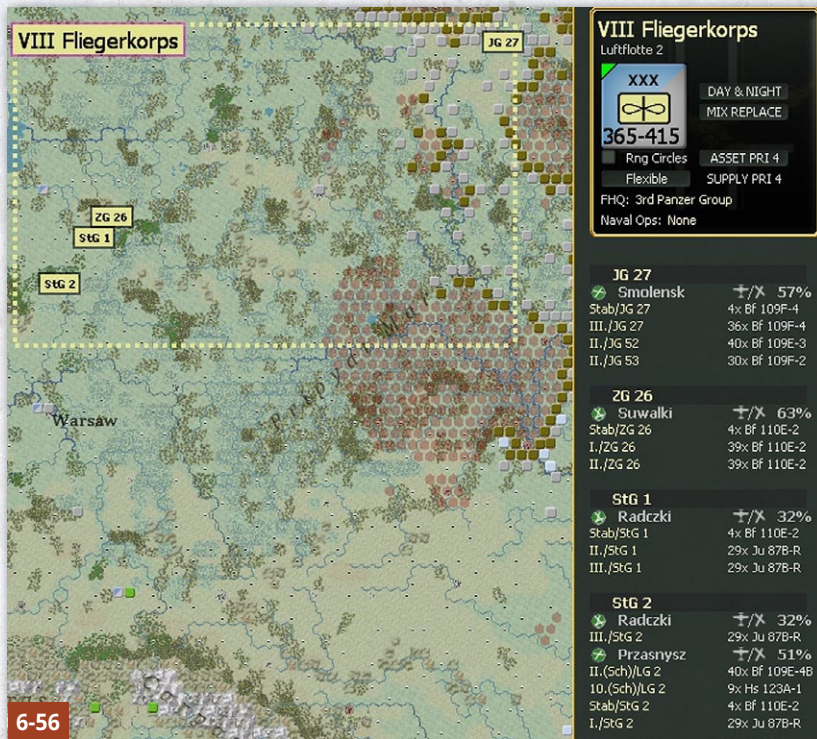 VIII Fliegerkorps
JG 27
ZG 26
StG 1
StG 2
Pripyat Marshes
Warsaw
6-56
VIII Fliegerkorps
Luftflotte 2
XXX
365-415
DAY & NIGHT
MIX REPLACE
Rng Circles
ASSET PRI 4
Flexible
SUPPLY PRI 4
FHQ: 3rd Panzer Group
Naval Ops: None
JG 27
Smolensk 57%
Stab/JG 27 4x Bf 109F-4
III./JG 27 36x Bf 109F-4
II./JG 52 40x Bf 109E-3
II./JG 53 30x Bf 109F-2
ZG 26
Suwalki 63%
Stab/ZG 26 4x Bf 110E-2
I./ZG 26 39x Bf 110E-2
II./ZG 26 39x Bf 110E-2
StG 1
Radczki 32%
Stab/StG 1 4x Bf 110E-2
II./StG 1 29x Ju 87B-R
III./StG 1 29x Ju 87B-R
StG 2
Radczki 32%
III./StG 2 29x Ju 87B-R
Przasnysz 51%
II.(Sch)/LG 2 40x Bf 109E-4B
10.(Sch)/LG 2 9x Hs 123A-1
Stab/StG 2 4x Bf 110E-2
I./StG 2 29x Ju 87B-R